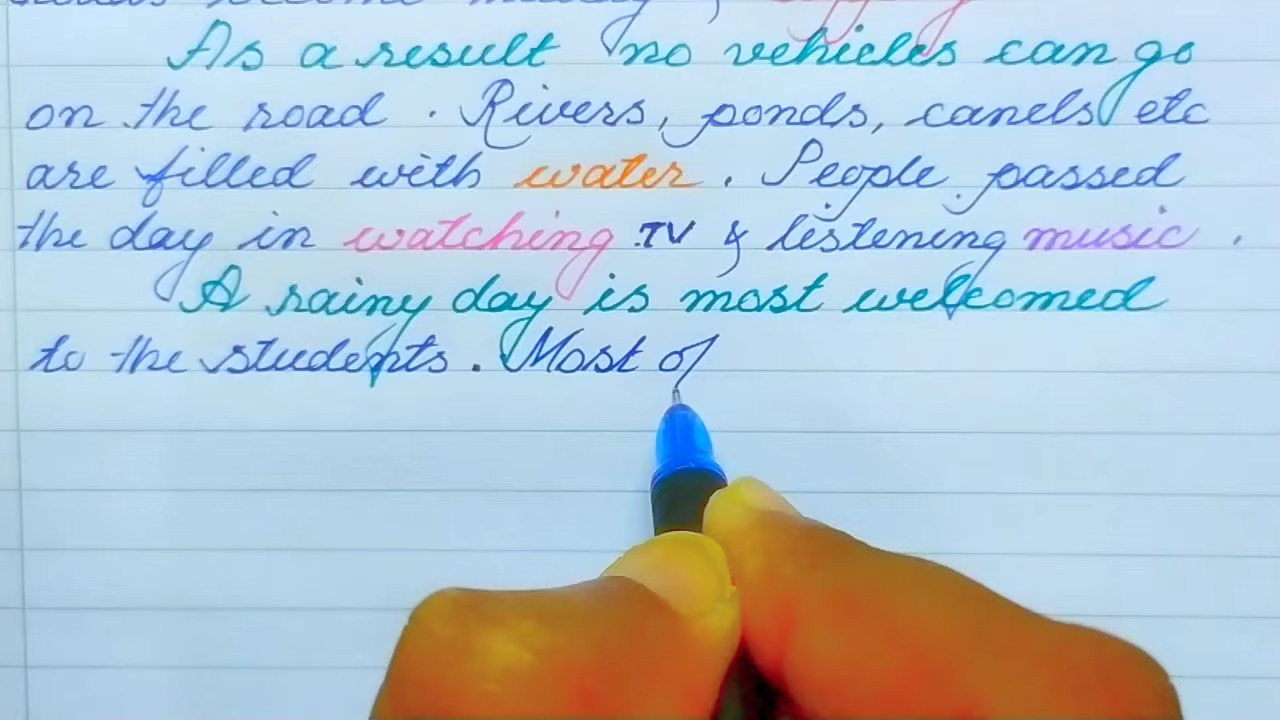 become
As a result no vehicles can go
on the road . Rivers, ponds, canels etc
are filled with water . People passed
the day in watching TV & listening music .
A rainy day is most welcomed
to the students . Most of